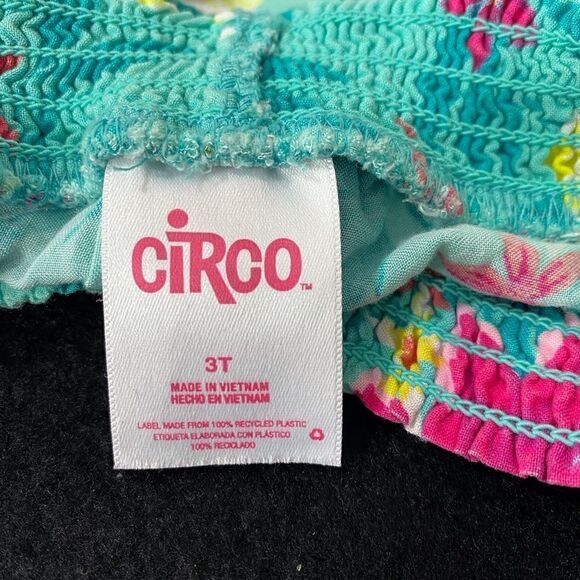 CiRCO™
3T
MADE IN VIETNAM
HECHO EN VIETNAM
LABEL MADE FROM 100% RECYCLED PLASTIC
ETIQUETA ELABORADA CON PLÁSTICO
100% RECICLADO